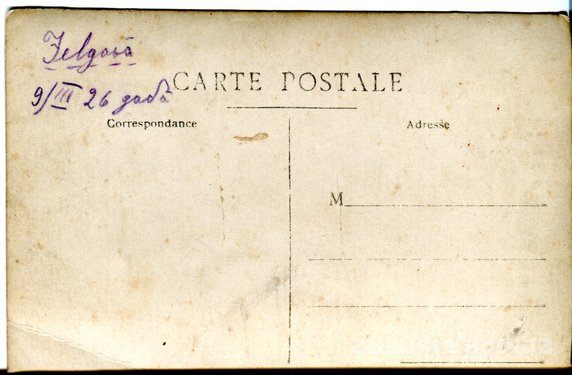 Jelgavā
9/III 26 gadā
CARTE POSTALE
Correspondance
Adresse
M